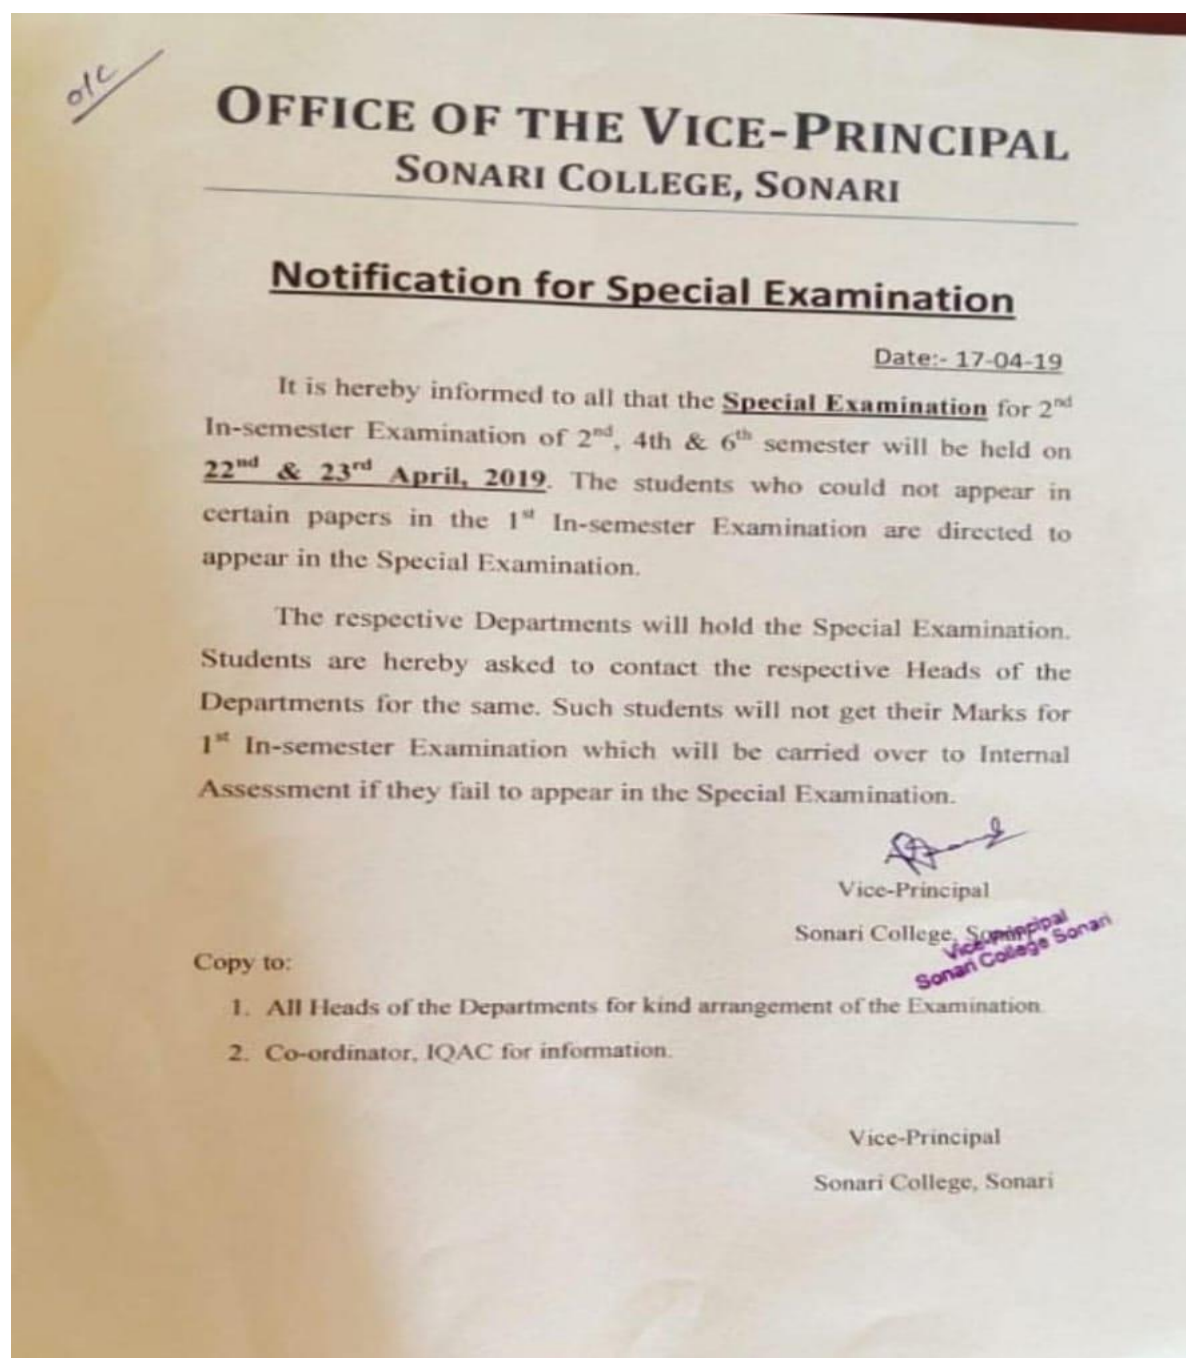 o/c
OFFICE OF THE VICE-PRINCIPAL
SONARI COLLEGE, SONARI
Notification for Special Examination
Date:- 17-04-19
It is hereby informed to all that the Special Examination for 2nd
In-semester Examination of 2nd, 4th & 6th semester will be held on
22nd & 23rd April, 2019. The students who could not appear in
certain papers in the 1st In-semester Examination are directed to
appear in the Special Examination.
The respective Departments will hold the Special Examination.
Students are hereby asked to contact the respective Heads of the
Departments for the same. Such students will not get their Marks for
1st In-semester Examination which will be carried over to Internal
Assessment if they fail to appear in the Special Examination.
Vice-Principal
Sonari College, Sonari
Vice-Principal
Sonari College Sonari
Copy to:
1. All Heads of the Departments for kind arrangement of the Examination.
2. Co-ordinator, IQAC for information.
Vice-Principal
Sonari College, Sonari